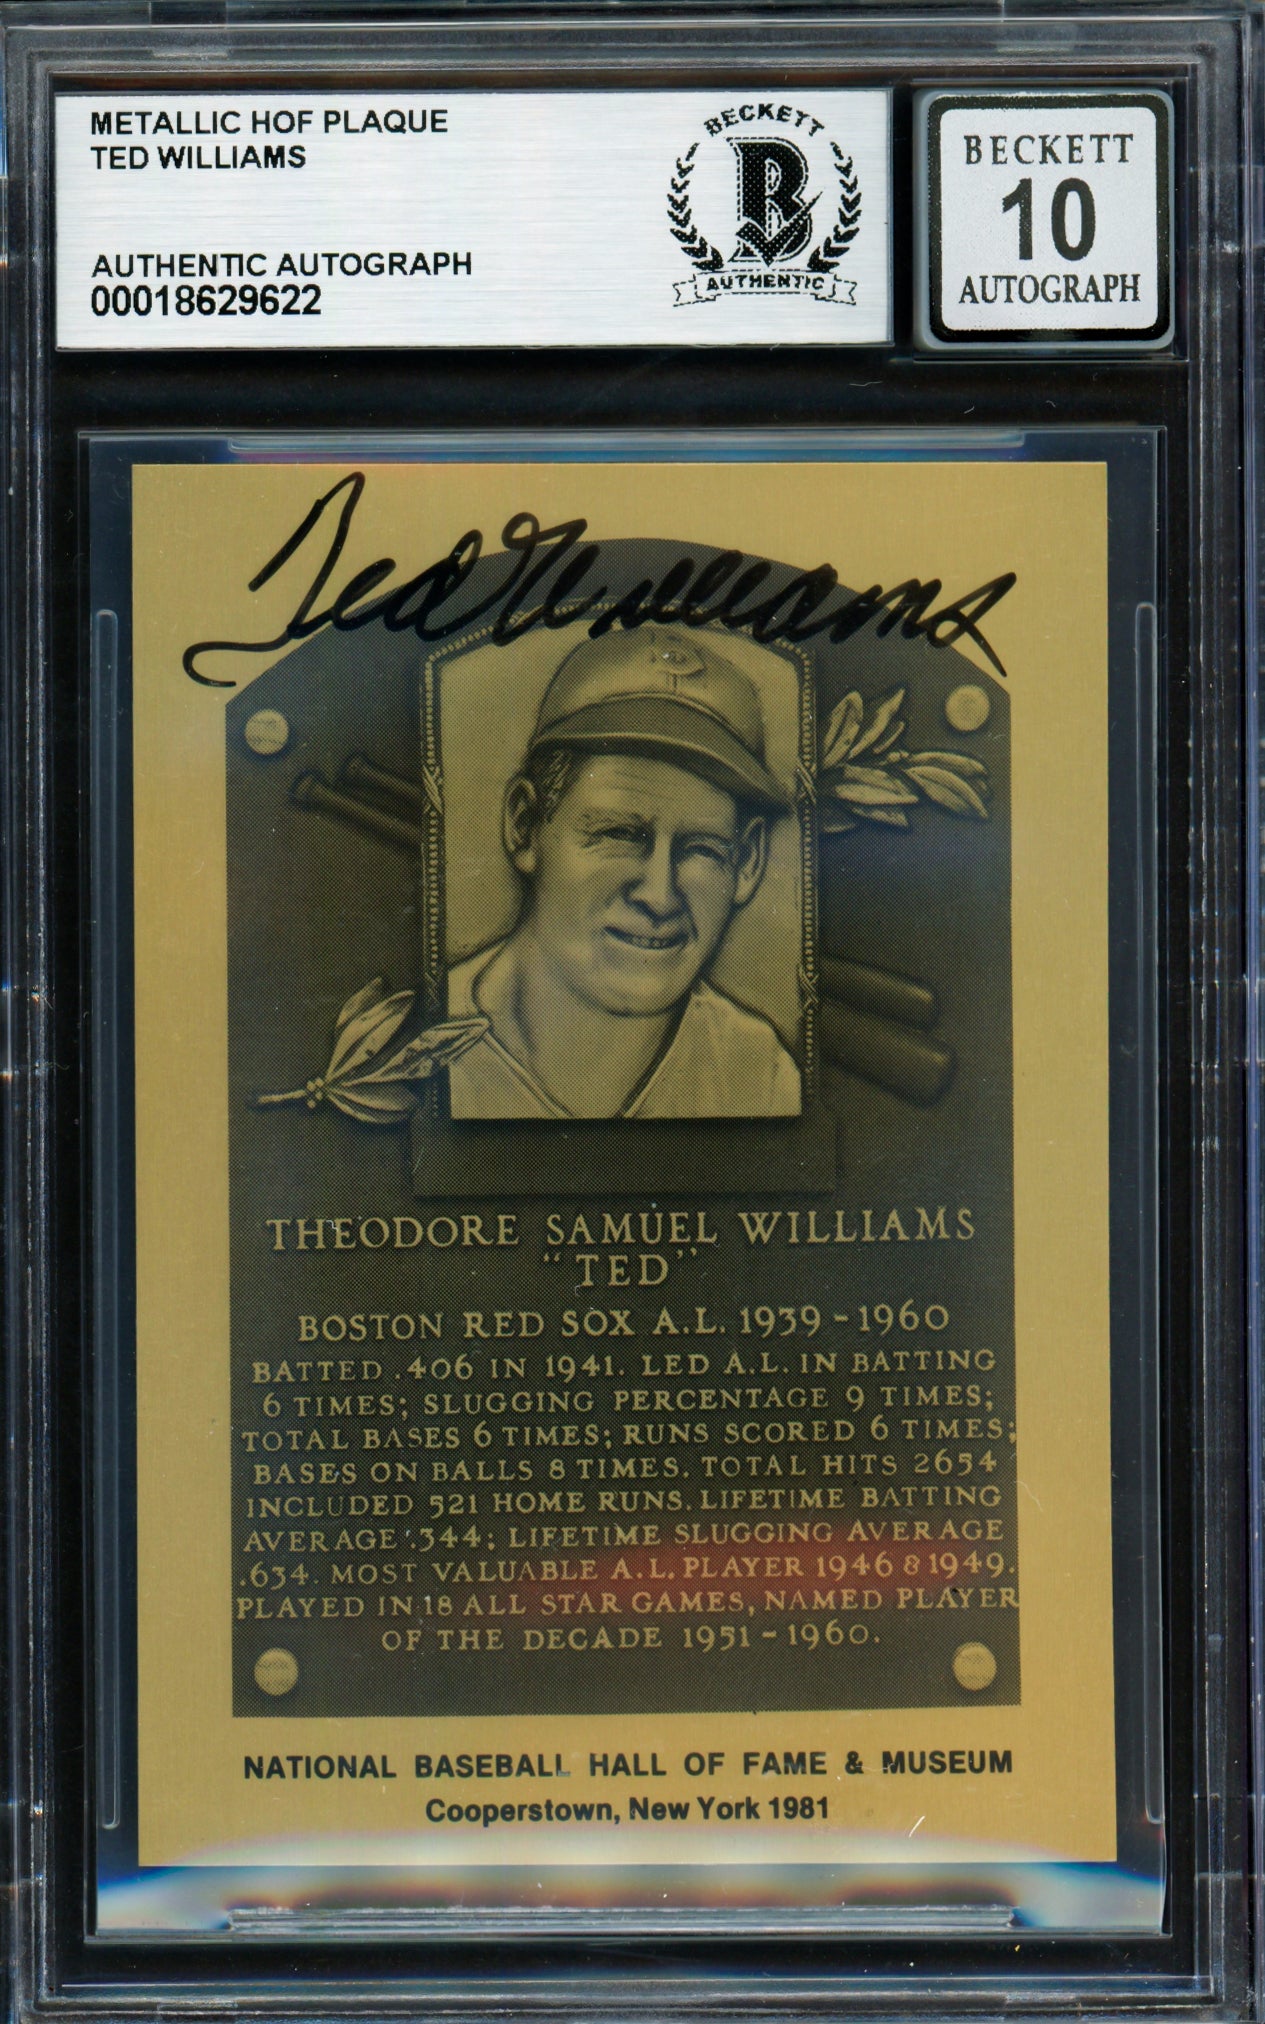 METALLIC HOF PLAQUE
TED WILLIAMS
AUTHENTIC AUTOGRAPH
00018629622
BECKETT
B
AUTHENTIC
BECKETT
10
AUTOGRAPH
Ted Williams
B
THEODORE SAMUEL WILLIAMS
"TED"
BOSTON RED SOX A.L. 1939-1960
BATTED .406 IN 1941. LED A.L. IN BATTING
6 TIMES; SLUGGING PERCENTAGE 9 TIMES;
TOTAL BASES 6 TIMES; RUNS SCORED 6 TIMES;
BASES ON BALLS 8 TIMES. TOTAL HITS 2654
INCLUDED 521 HOME RUNS. LIFETIME BATTING
AVERAGE .344; LIFETIME SLUGGING AVERAGE
.634. MOST VALUABLE A.L. PLAYER 1946 & 1949.
PLAYED IN 18 ALL STAR GAMES, NAMED PLAYER
OF THE DECADE 1951-1960.
NATIONAL BASEBALL HALL OF FAME & MUSEUM
Cooperstown, New York 1981